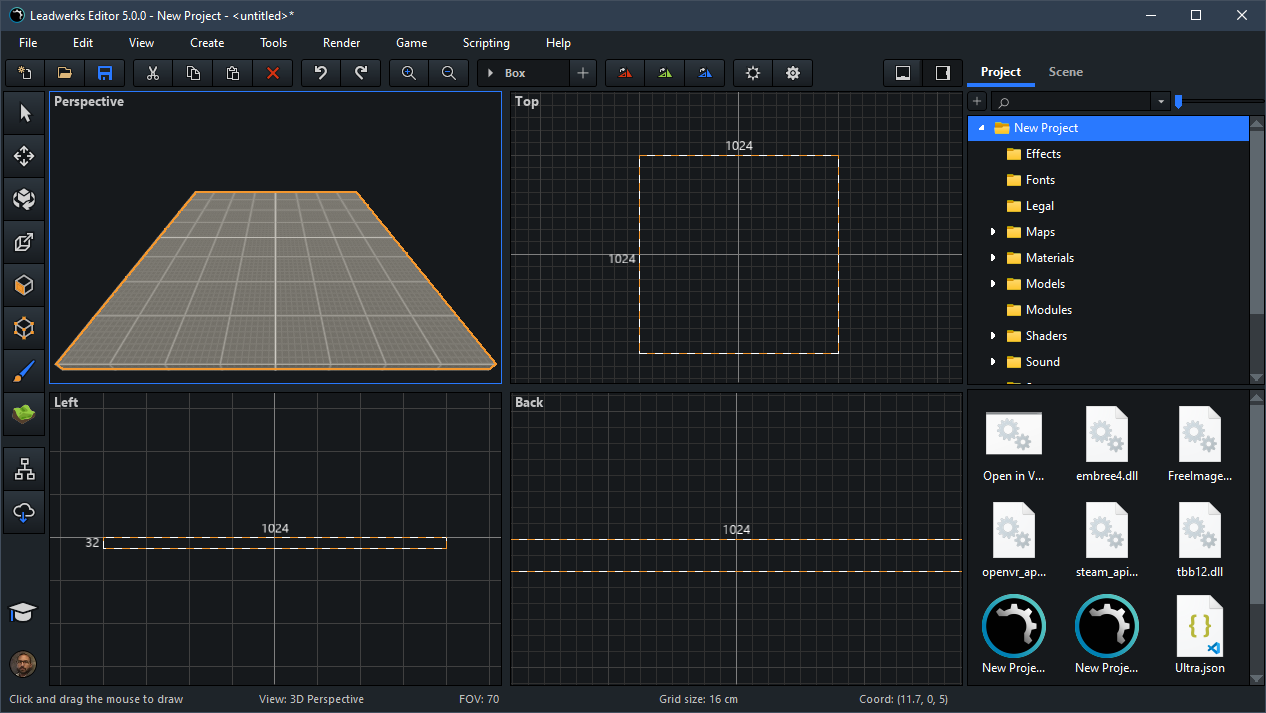 Leadwerks Editor 5.0.0 - New Project - <untitled>*
File Edit View Create Tools Render Game Scripting Help
Box
Project Scene
Perspective
Top
1024
1024
Left
1024
32
Back
1024
New Project
Effects
Fonts
Legal
Maps
Materials
Models
Modules
Shaders
Sound
Open in V... embree4.dll FreeImage...
openvr_ap... steam_api... tbb12.dll
New Proje... New Proje... Ultra.json
Click and drag the mouse to draw View: 3D Perspective FOV: 70 Grid size: 16 cm Coord: (11.7, 0, 5)